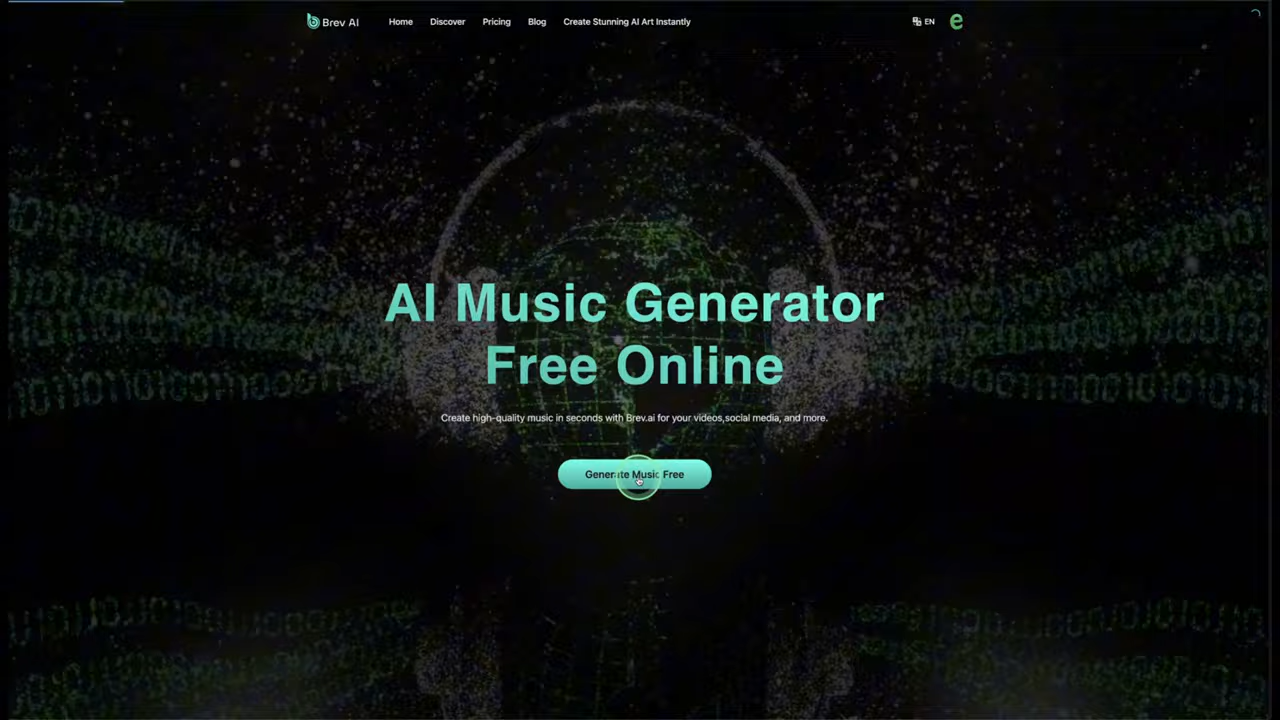 Brev AI
Home
Discover
Pricing
Blog
Create Stunning AI Art Instantly
EN
e
AI Music Generator
Free Online
Create high-quality music in seconds with Brev.ai for your videos,social media, and more.
Generate Music Free